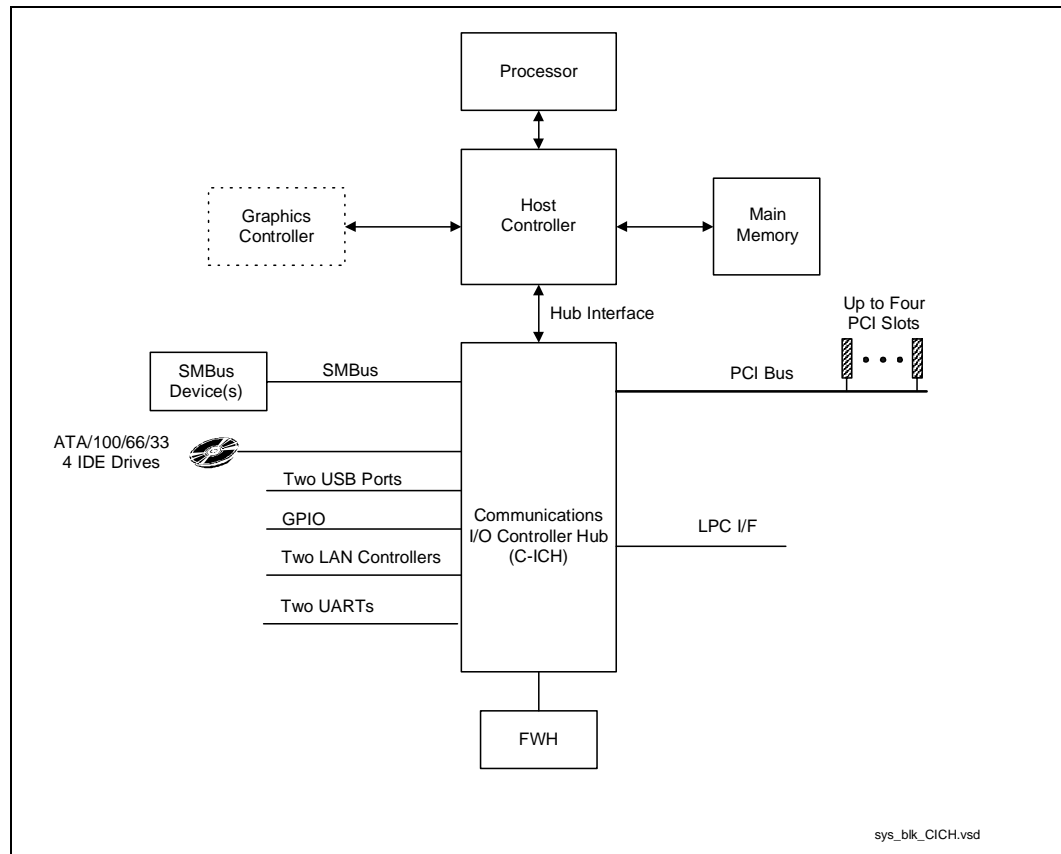 Processor
Graphics
Controller
Host
Controller
Main
Memory
Hub Interface
Up to Four
PCI Slots
SMBus
Device(s)
SMBus
PCI Bus
ATA/100/66/33
4 IDE Drives
Two USB Ports
GPIO
Two LAN Controllers
Two UARTs
Communications
I/O Controller Hub
(C-ICH)
LPC I/F
FWH
sys_blk_CICH.vsd